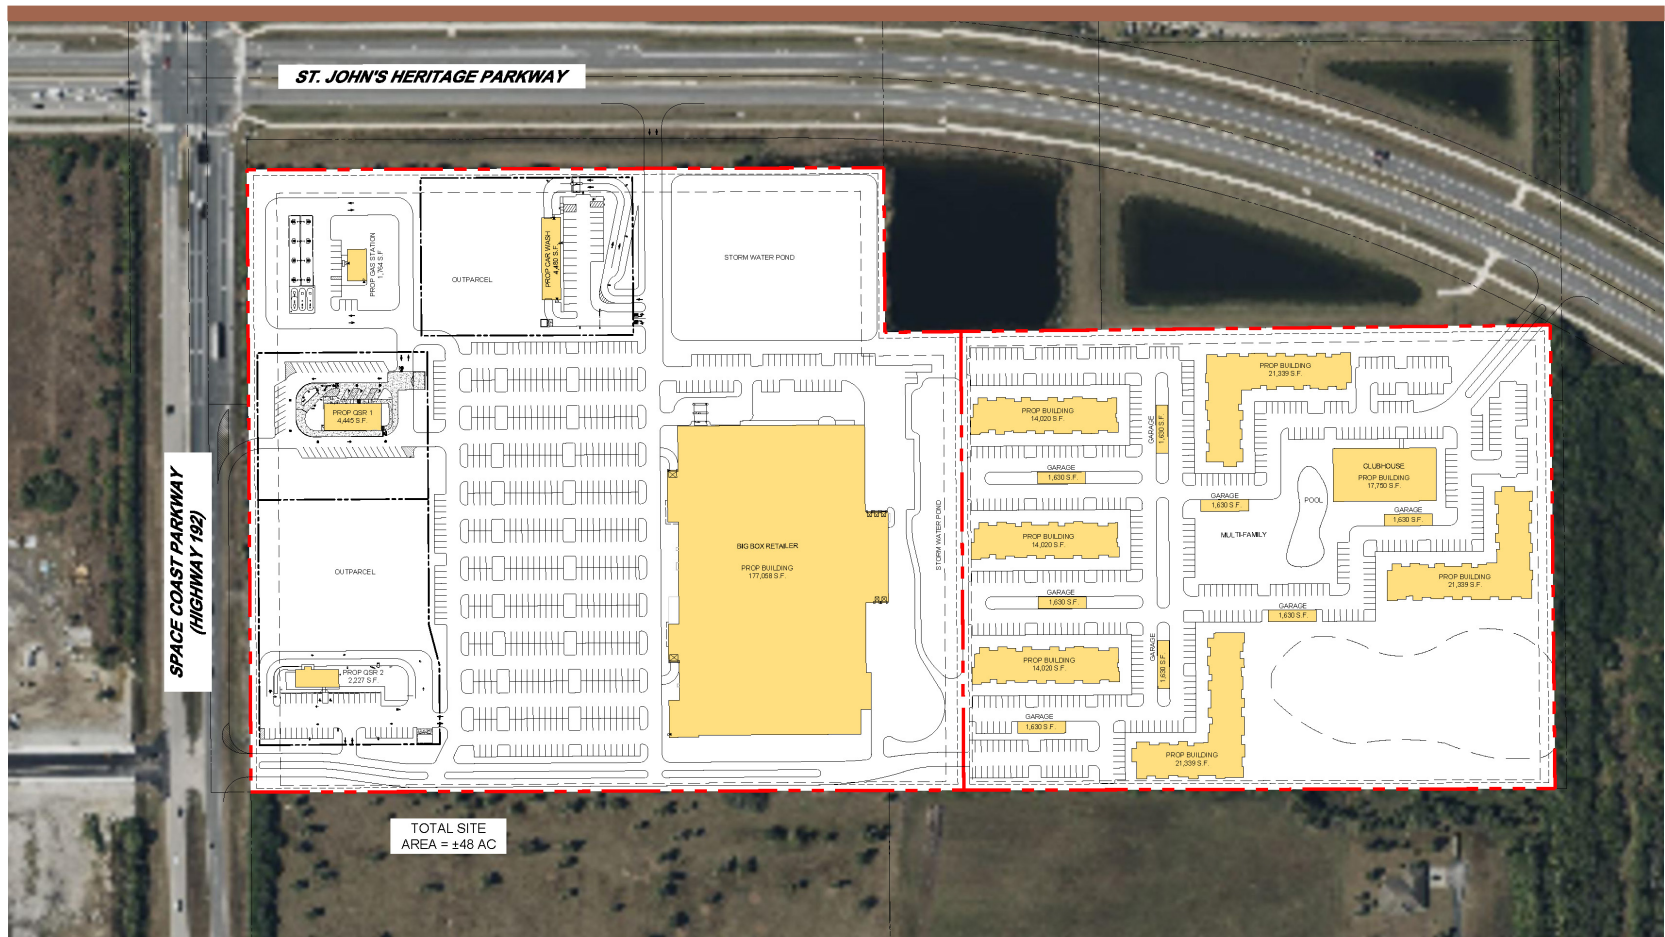 ST. JOHN'S HERITAGE PARKWAY
SPACE COAST PARKWAY
(HIGHWAY 192)
PROP GAS STATION
1,764 S.F.
OUTPARCEL
PROP CAR WASH
4,480 S.F.
STORM WATER POND
PROP QSR 1
4,445 S.F.
OUTPARCEL
PROP QSR 2
2,227 S.F.
BIG BOX RETAILER
PROP BUILDING
177,058 S.F.
STORM WATER POND
PROP BUILDING
14,020 S.F.
GARAGE
1,630 S.F.
GARAGE
1,630 S.F.
PROP BUILDING
14,020 S.F.
GARAGE
1,630 S.F.
PROP BUILDING
14,020 S.F.
GARAGE
1,630 S.F.
GARAGE
1,630 S.F.
PROP BUILDING
21,339 S.F.
GARAGE
1,630 S.F.
MULTI-FAMILY
POOL
CLUBHOUSE
PROP BUILDING
17,750 S.F.
GARAGE
1,630 S.F.
PROP BUILDING
21,339 S.F.
GARAGE
1,630 S.F.
PROP BUILDING
21,339 S.F.
TOTAL SITE
AREA = ±48 AC